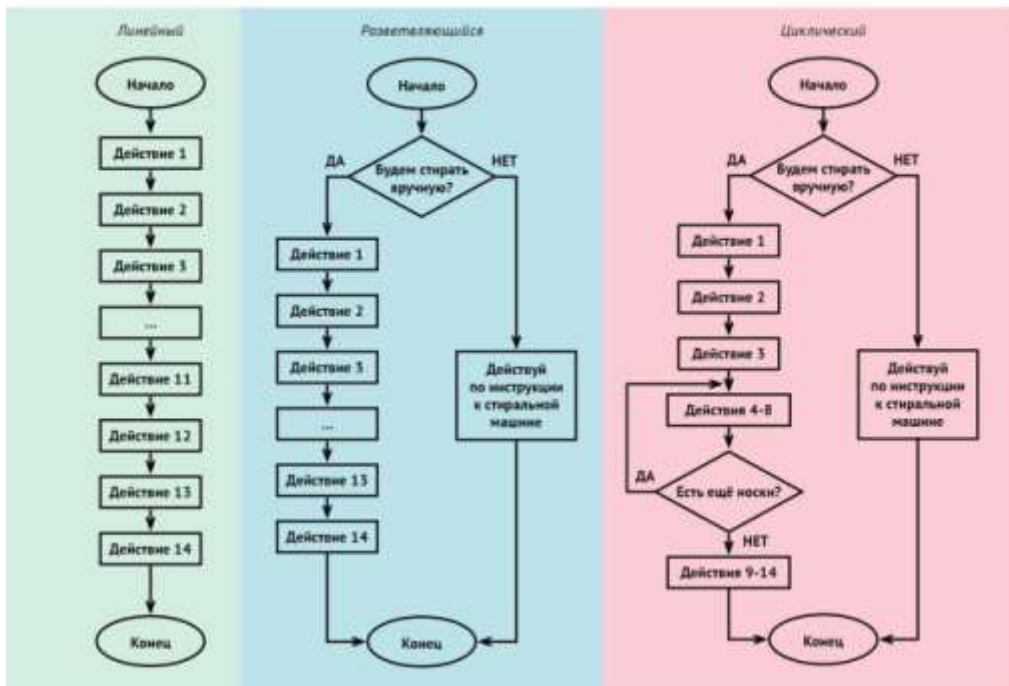 Линейный
Начало
Действие 1
Действие 2
Действие 3
...
Действие 11
Действие 12
Действие 13
Действие 14
Конец
Разветвляющийся
Начало
Будем стирать
вручную?
ДА
НЕТ
Действие 1
Действие 2
Действие 3
...
Действие 13
Действие 14
Действуй
по инструкции
к стиральной
машине
Конец
Циклический
Начало
Будем стирать
вручную?
ДА
НЕТ
Действие 1
Действие 2
Действие 3
Действия 4-8
Есть ещё носки?
ДА
НЕТ
Действия 9-14
Действуй
по инструкции
к стиральной
машине
Конец